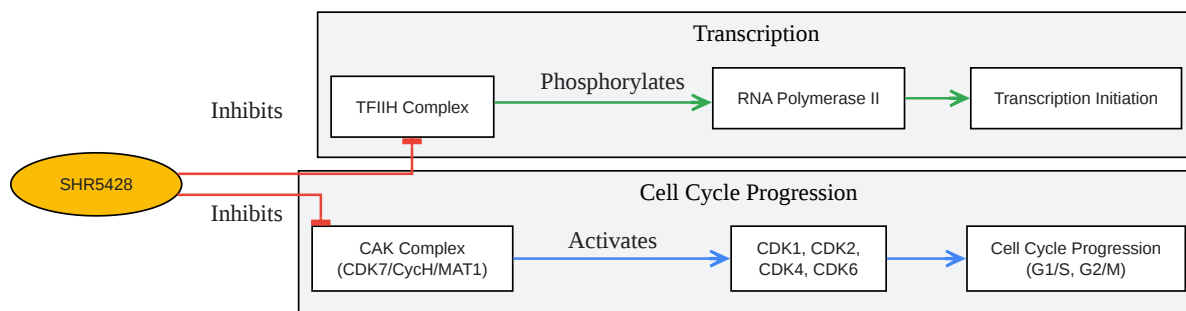 Transcription
Phosphorylates
TFIIH Complex
RNA Polymerase II
Transcription Initiation
Inhibits
SHR5428
Inhibits
Cell Cycle Progression
Activates
CAK Complex
(CDK7/CycH/MAT1)
CDK1, CDK2,
CDK4, CDK6
Cell Cycle Progression
(G1/S, G2/M)